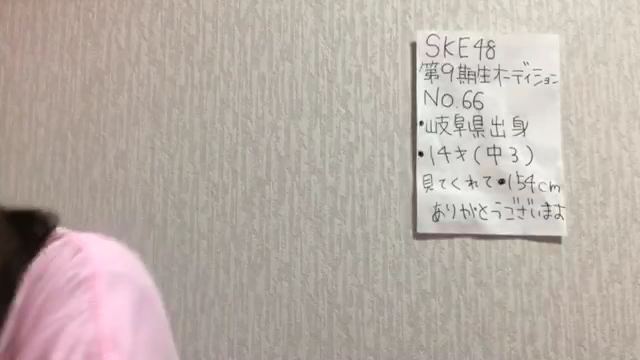 SKE48
第9期生オーディション
No.66
•岐阜県出身
•14才(中3)
見てくれて•154cm
ありがとうございます